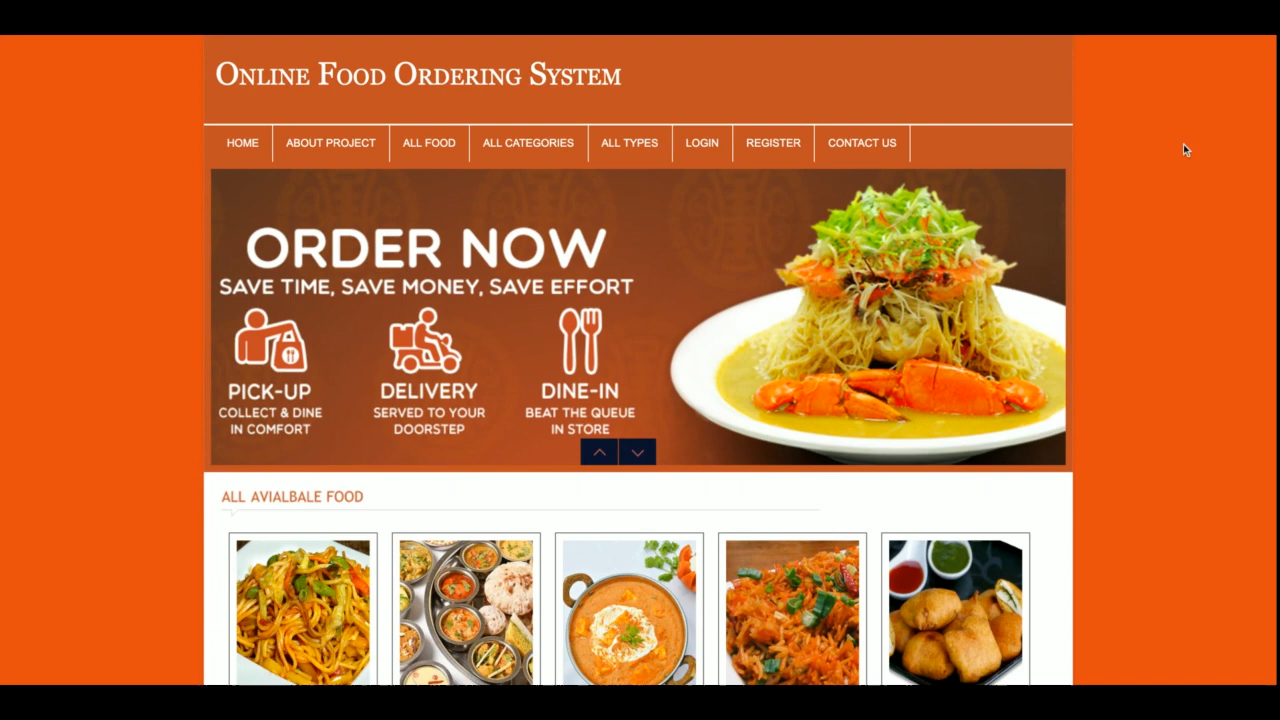 Online Food Ordering System
HOME
ABOUT PROJECT
ALL FOOD
ALL CATEGORIES
ALL TYPES
LOGIN
REGISTER
CONTACT US
ORDER NOW
SAVE TIME, SAVE MONEY, SAVE EFFORT
PICK-UP
COLLECT & DINE
IN COMFORT
DELIVERY
SERVED TO YOUR
DOORSTEP
DINE-IN
BEAT THE QUEUE
IN STORE
ALL AVIALBALE FOOD